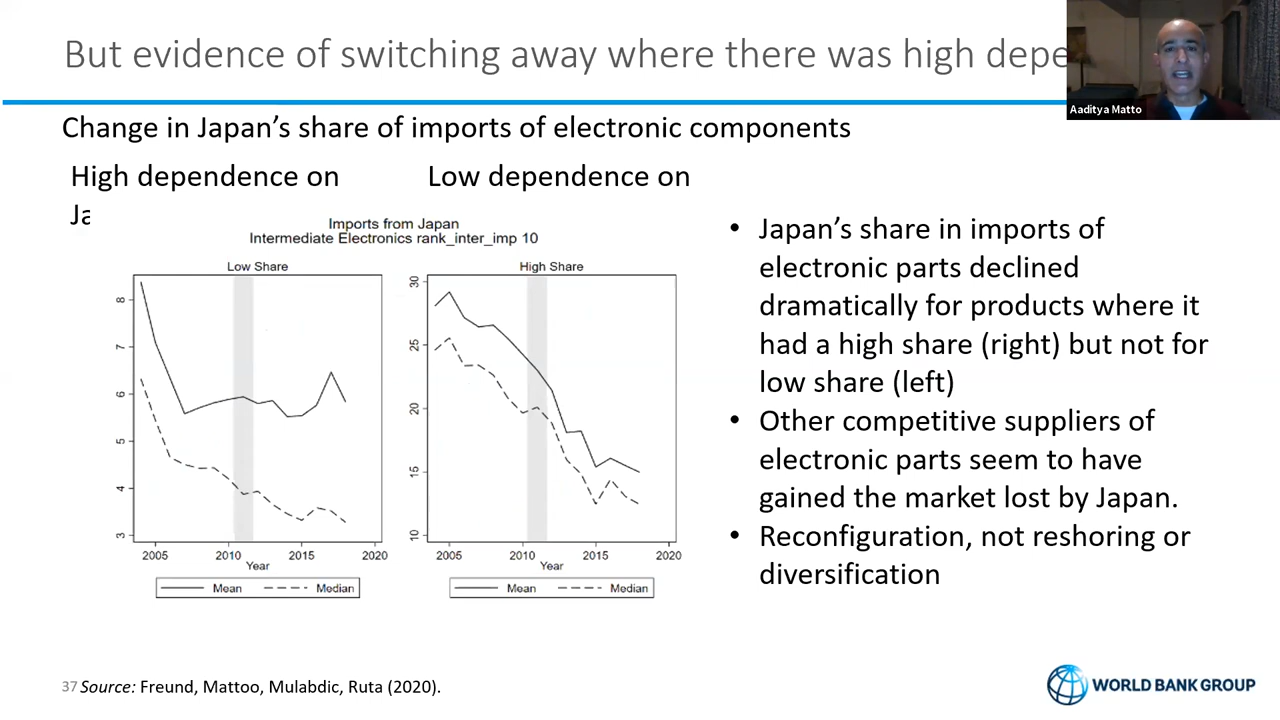 But evidence of switching away where there was high depe
Aaditya Matto
Change in Japan's share of imports of electronic components
High dependence on
Ja
Low dependence on
Imports from Japan
Intermediate Electronics rank_inter_imp 10
Low Share
8
7
6
5
4
3
2005 2010 2015 2020
Year
Mean Median
High Share
30
25
20
15
10
2005 2010 2015 2020
Year
Mean Median
• Japan's share in imports of
electronic parts declined
dramatically for products where it
had a high share (right) but not for
low share (left)
• Other competitive suppliers of
electronic parts seem to have
gained the market lost by Japan.
• Reconfiguration, not reshoring or
diversification
37 Source: Freund, Mattoo, Mulabdic, Ruta (2020).
WORLD BANK GROUP